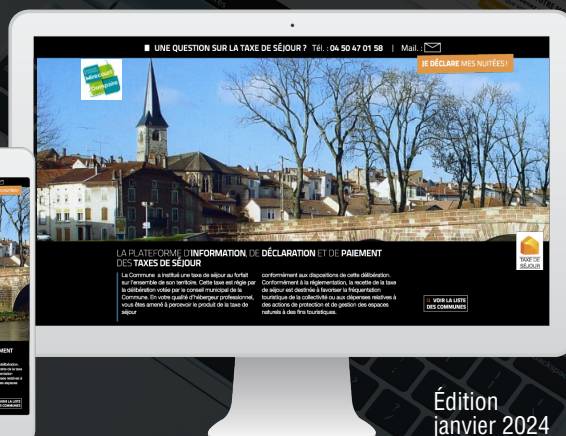 UNE QUESTION SUR LA TAXE DE SÉJOUR ? Tél. : 04 50 47 01 58 | Mail. :
JE DÉCLARE MES NUITÉES !
Mirecourt
Dompaire
LA PLATEFORME D'INFORMATION, DE DÉCLARATION ET DE PAIEMENT
DES TAXES DE SÉJOUR
La Commune a institué une taxe de séjour au forfait
sur l'ensemble de son territoire. Cette taxe est régie par
la délibération votée par le conseil municipal de la
Commune. En votre qualité d'hébergeur professionnel,
vous êtes amené à percevoir le produit de la taxe de
séjour
conformément aux dispositions de cette délibération.
Conformément à la règlementation, la recette de la taxe
de séjour est destinée à favoriser la fréquentation
touristique de la collectivité ou aux dépenses relatives à
des actions de protection et de gestion des espaces
naturels à des fins touristiques.
TAXE DE
SÉJOUR
VOIR LA LISTE
DES COMMUNES
Édition
janvier 2024